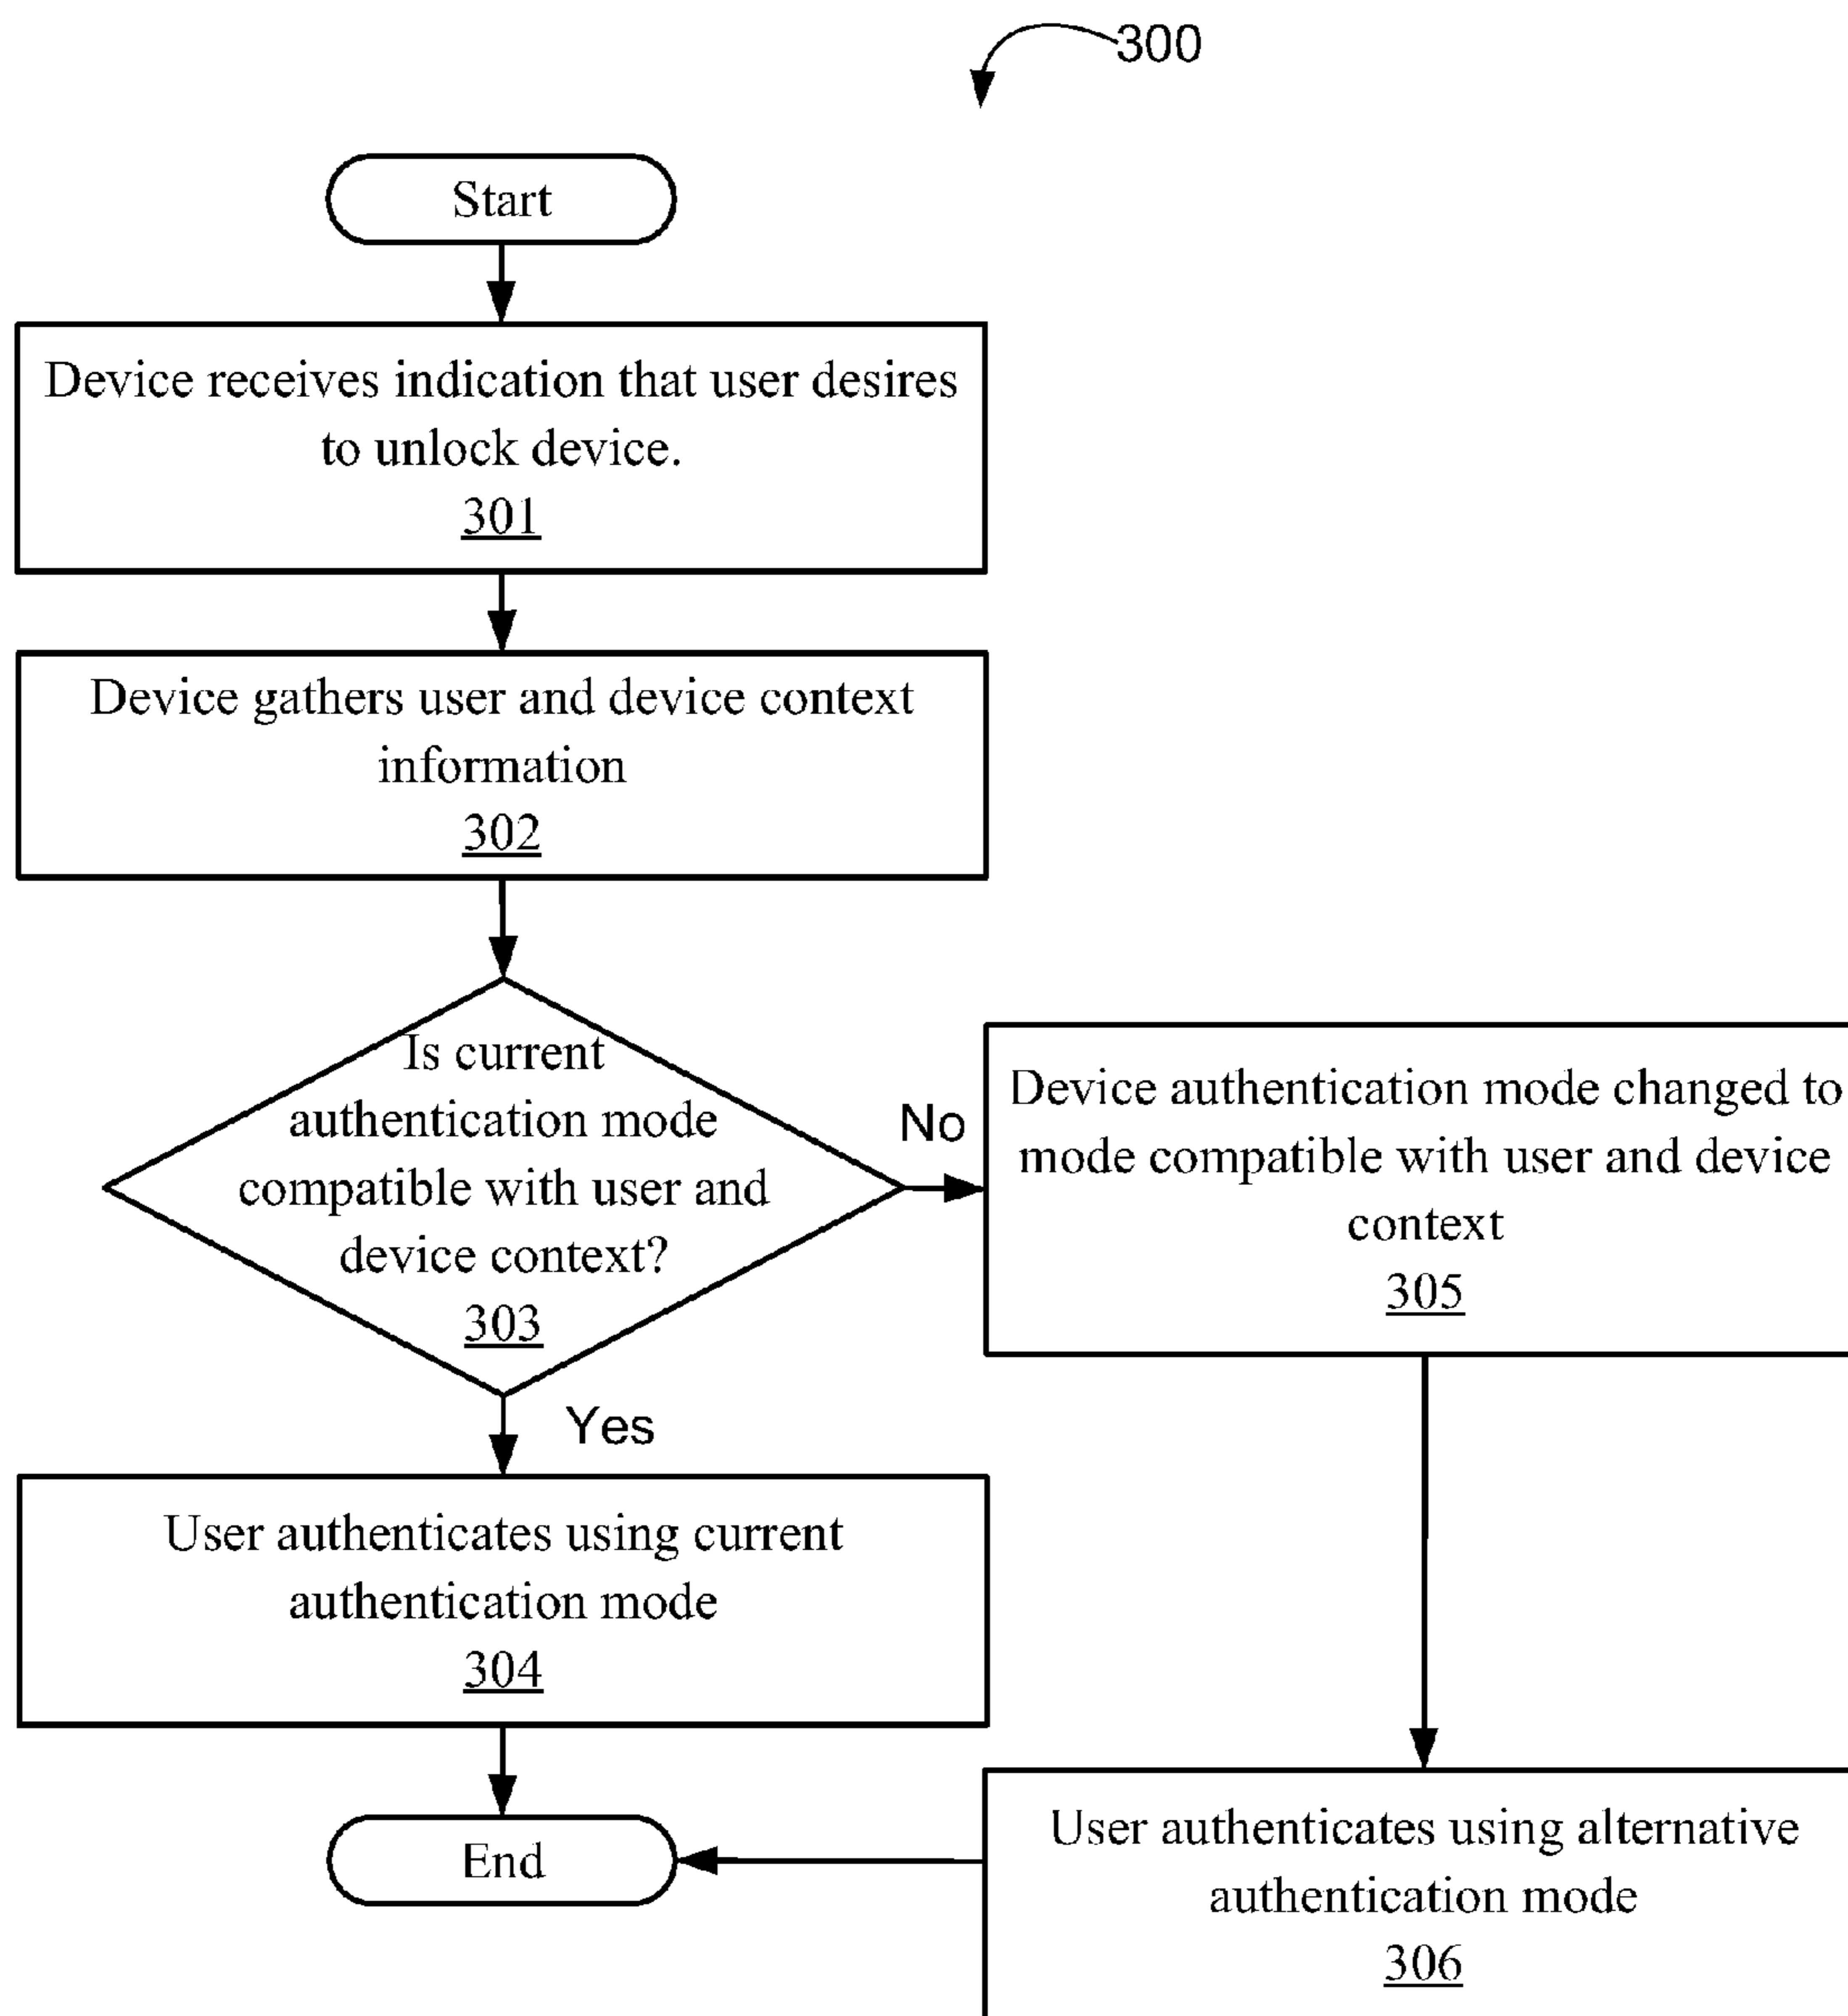 300
Start
Device receives indication that user desires
to unlock device.
301
Device gathers user and device context
information
302
Is current
authentication mode
compatible with user and
device context?
303
No
Device authentication mode changed to
mode compatible with user and device
context
305
Yes
User authenticates using current
authentication mode
304
End
User authenticates using alternative
authentication mode
306